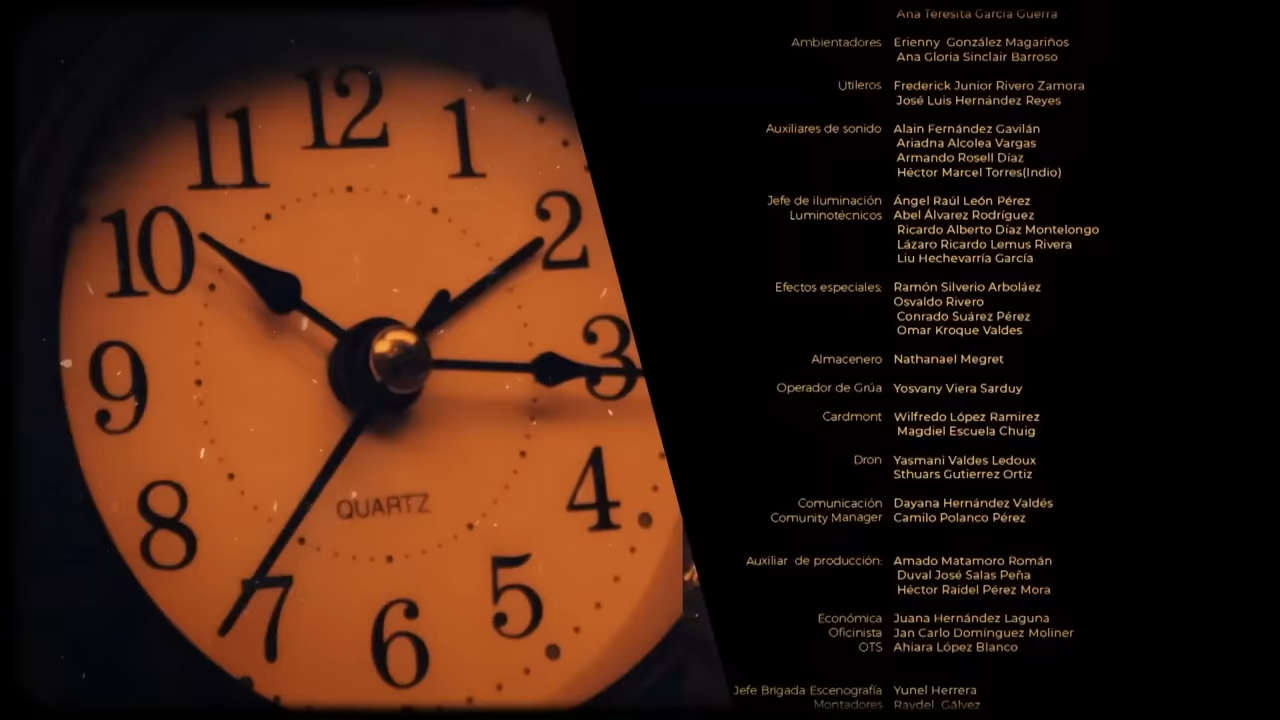 12
11
1
10
2
9
3
8
4
7
5
6
QUARTZ
Ana Teresita García Guerra
Ambientadores Erienny González Magariños
Ana Gloria Sinclair Barroso
Utileros Frederick Junior Rivero Zamora
José Luis Hernández Reyes
Auxiliares de sonido Alain Fernández Gavilán
Ariadna Alcolea Vargas
Armando Rosell Díaz
Héctor Marcel Torres(Indio)
Jefe de iluminación Ángel Raúl León Pérez
Luminotécnicos Abel Álvarez Rodríguez
Ricardo Alberto Díaz Montelongo
Lázaro Ricardo Lemus Rivera
Liu Hechevarría García
Efectos especiales: Ramón Silverio Arboláez
Osvaldo Rivero
Conrado Suárez Pérez
Omar Kroque Valdes
Almacenero Nathanael Megret
Operador de Grúa Yosvany Viera Sarduy
Cardmont Wilfredo López Ramirez
Magdiel Escuela Chuig
Dron Yasmani Valdes Ledoux
Sthuars Gutierrez Ortiz
Comunicación Dayana Hernández Valdés
Comunity Manager Camilo Polanco Pérez
Auxiliar de producción: Amado Matamoro Román
Duval José Salas Peña
Héctor Raidel Pérez Mora
Económica Juana Hernández Laguna
Oficinista Jan Carlo Domínguez Moliner
OTS Ahiara López Blanco
Jefe Brigada Escenografía Yunel Herrera
Montadores Raydel Gálvez